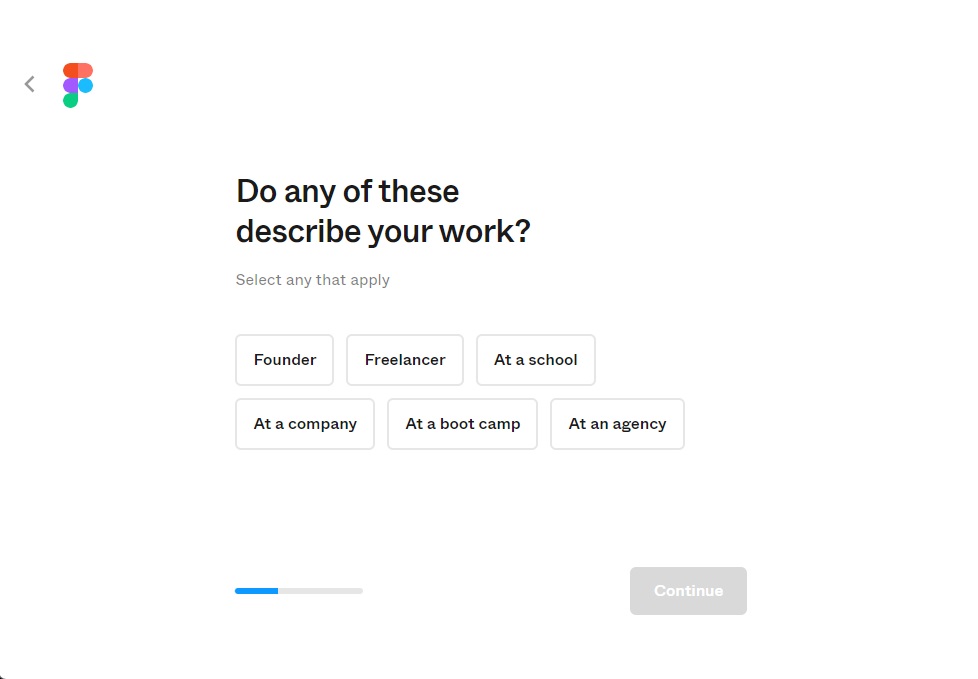 Do any of these
describe your work?
Select any that apply
Founder Freelancer At a school
At a company At a boot camp At an agency
Continue